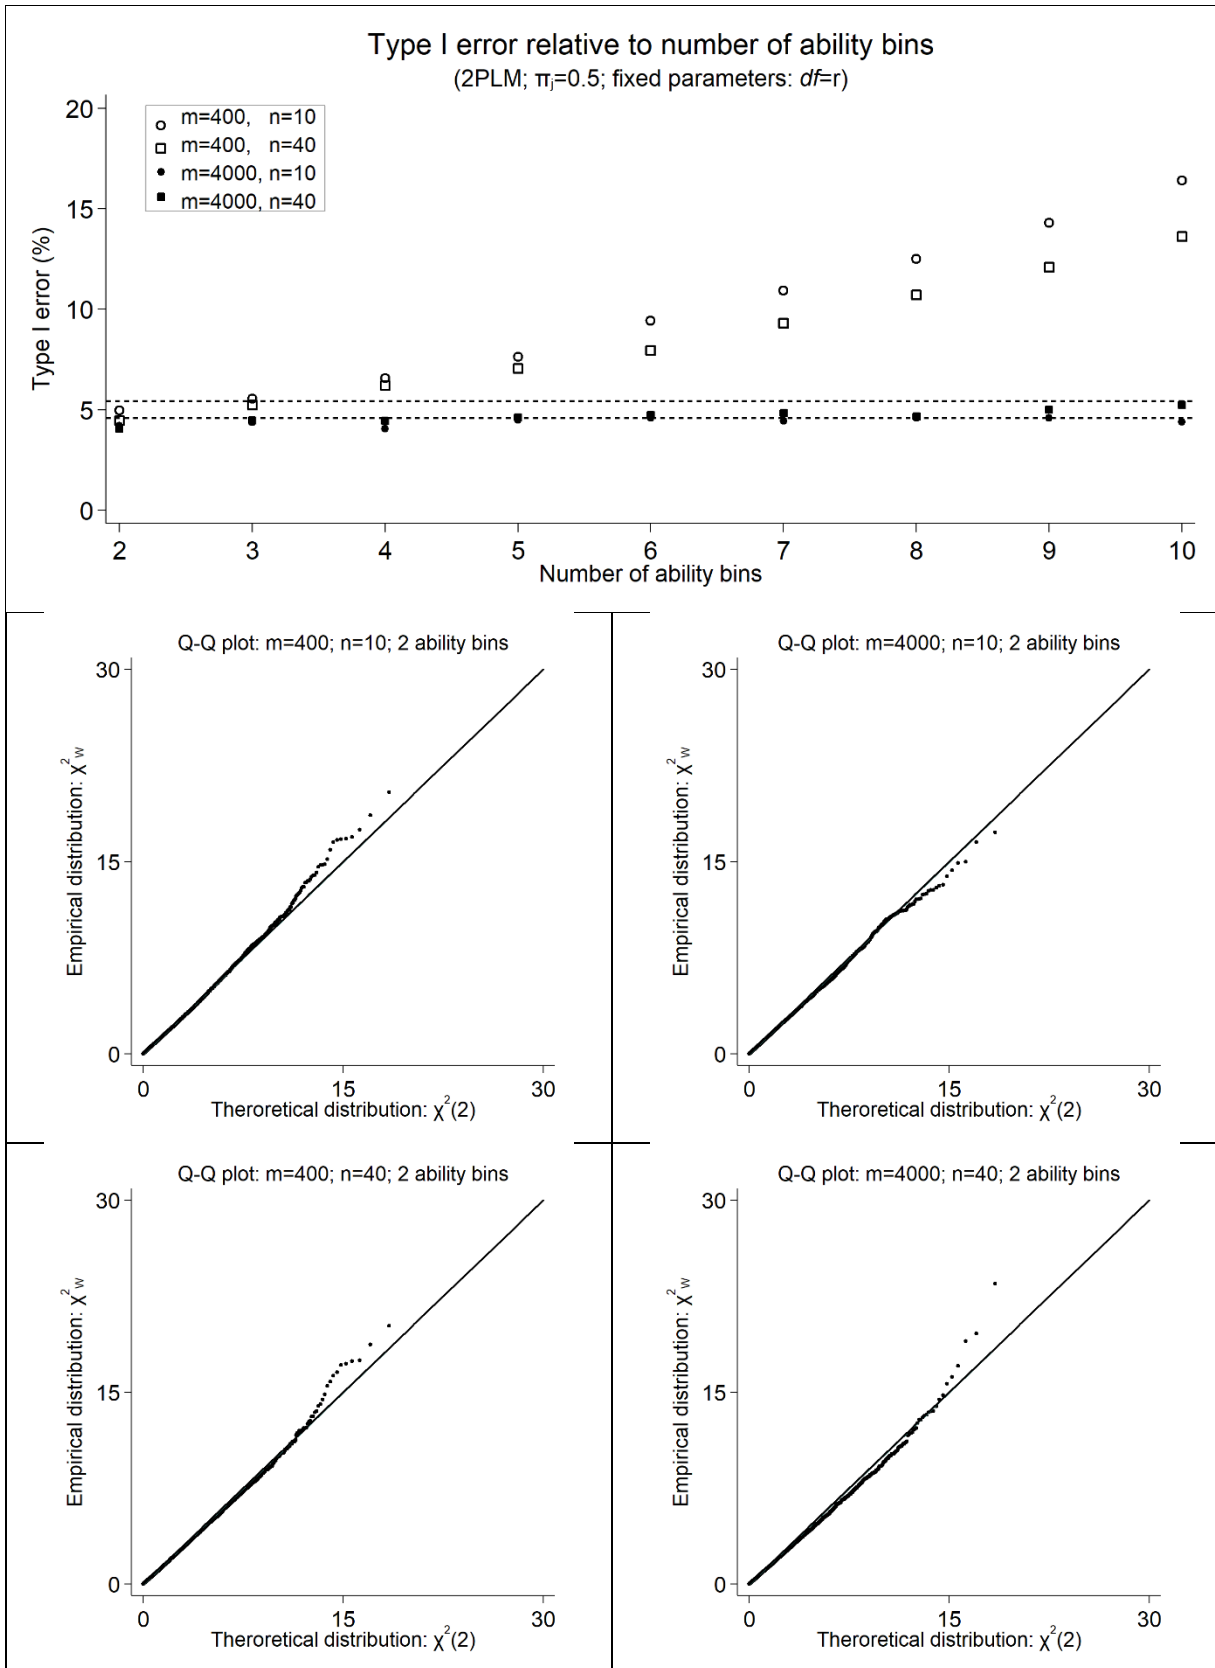 Type I error relative to number of ability bins
(2PLM; πj=0.5; fixed parameters: df=r)
20
15
10
5
0
Type I error (%)
m=400, n=10
m=400, n=40
m=4000, n=10
m=4000, n=40
2 3 4 5 6 7 8 9 10
Number of ability bins
Q-Q plot: m=400; n=10; 2 ability bins
30
15
0
Empirical distribution: χ²w
0 15 30
Theroretical distribution: χ²(2)
Q-Q plot: m=4000; n=10; 2 ability bins
30
15
0
Empirical distribution: χ²w
0 15 30
Theroretical distribution: χ²(2)
Q-Q plot: m=400; n=40; 2 ability bins
30
15
0
Empirical distribution: χ²w
0 15 30
Theroretical distribution: χ²(2)
Q-Q plot: m=4000; n=40; 2 ability bins
30
15
0
Empirical distribution: χ²w
0 15 30
Theroretical distribution: χ²(2)